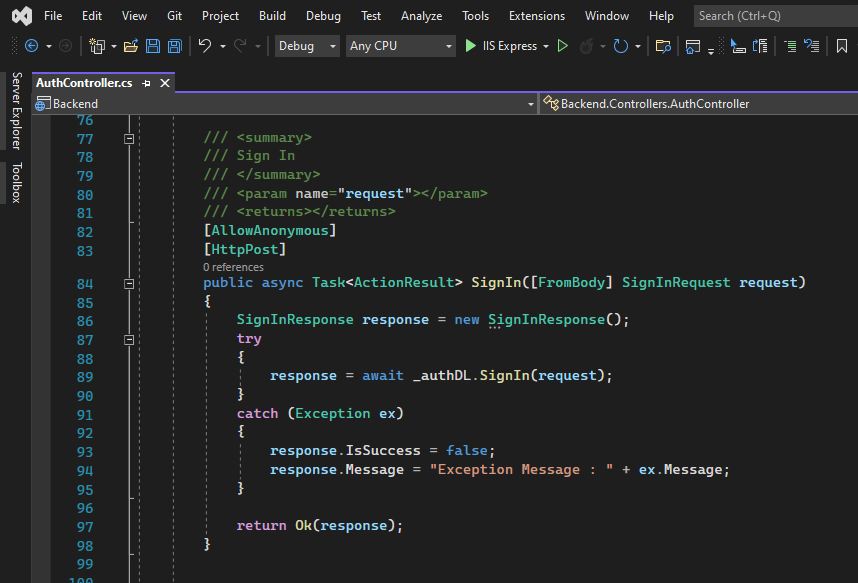 File Edit View Git Project Build Debug Test Analyze Tools Extensions Window Help Search (Ctrl+Q)
Debug Any CPU IIS Express
Server Explorer
Toolbox
AuthController.cs
Backend Backend.Controllers.AuthController
76
77 /// <summary>
78 /// Sign In
79 /// </summary>
80 /// <param name="request"></param>
81 /// <returns></returns>
82 [AllowAnonymous]
83 [HttpPost]
0 references
84 public async Task<ActionResult> SignIn([FromBody] SignInRequest request)
85 {
86 SignInResponse response = new SignInResponse();
87 try
88 {
89 response = await _authDL.SignIn(request);
90 }
91 catch (Exception ex)
92 {
93 response.IsSuccess = false;
94 response.Message = "Exception Message : " + ex.Message;
95 }
96
97 return Ok(response);
98 }
99
100